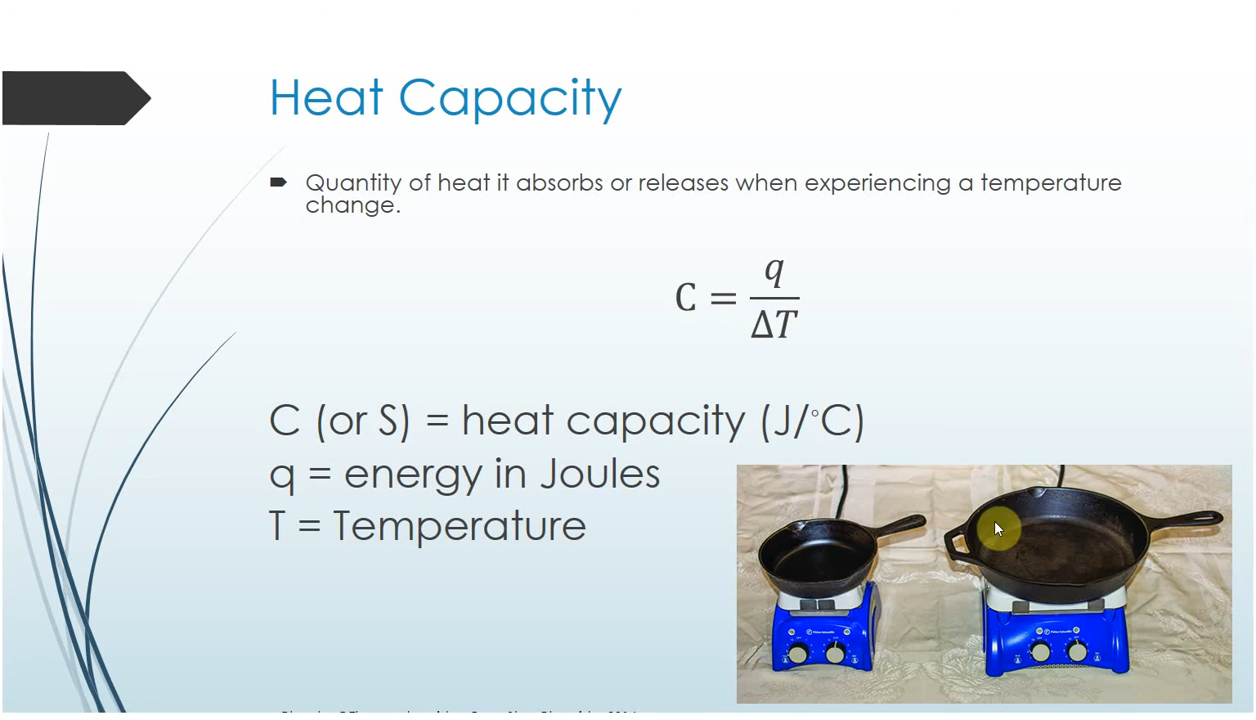 Heat Capacity
Quantity of heat it absorbs or releases when experiencing a temperature
change.
C = q/ΔT
C (or S) = heat capacity (J/°C)
q = energy in Joules
T = Temperature